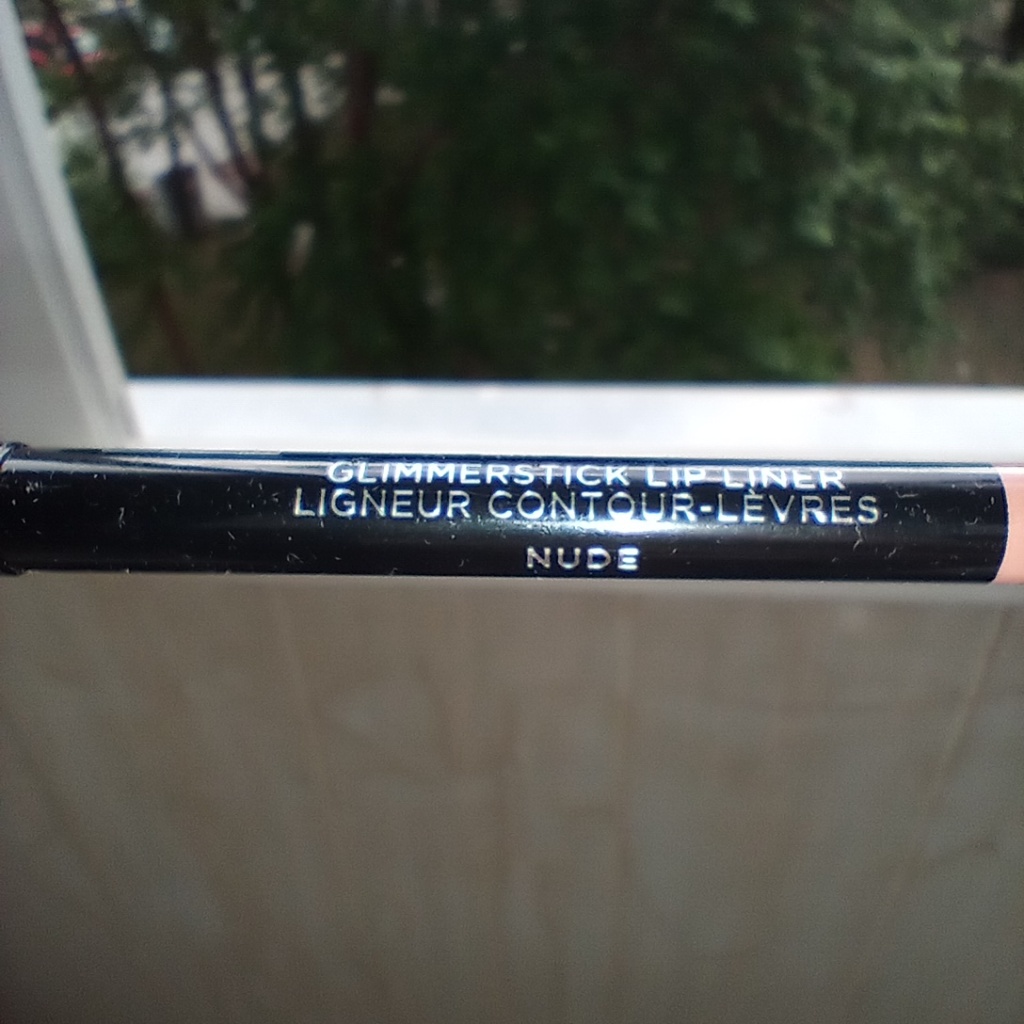 GLIMMERSTICK LIP LINER
LIGNEUR CONTOUR-LÈVRES
NUDE